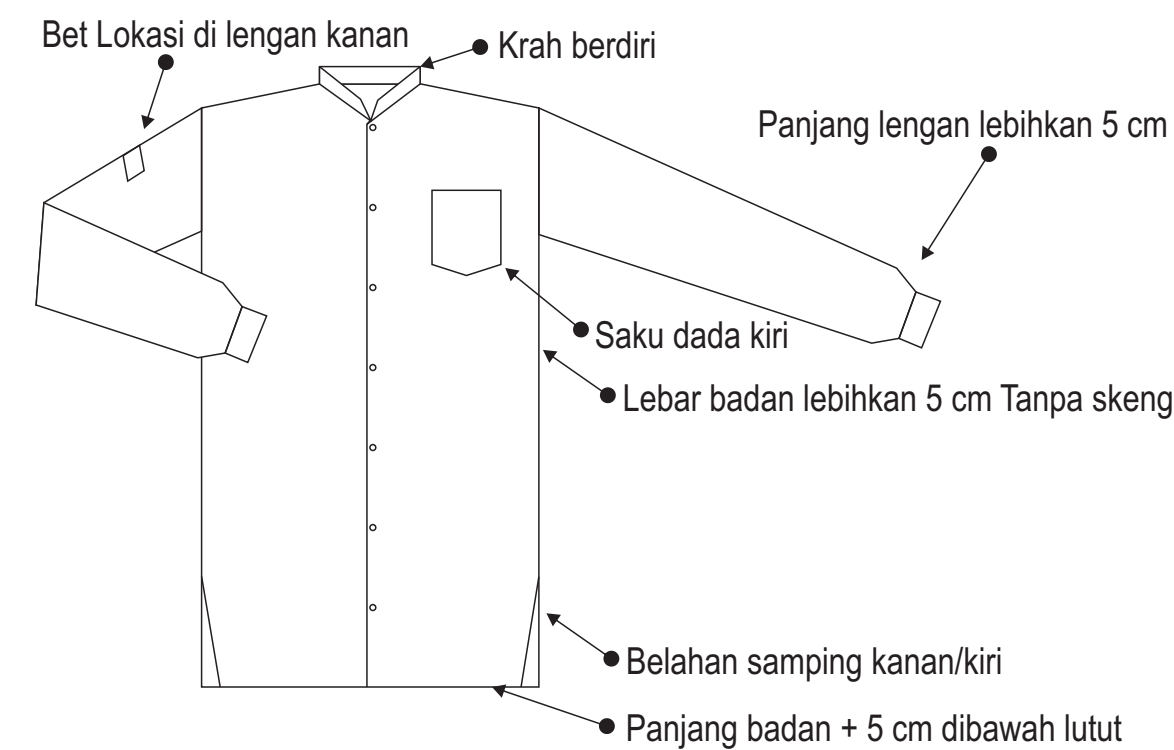 Bet Lokasi di lengan kanan
Krah berdiri
Panjang lengan lebihkan 5 cm
Saku dada kiri
Lebar badan lebihkan 5 cm Tanpa skeng
Belahan samping kanan/kiri
Panjang badan + 5 cm dibawah lutut